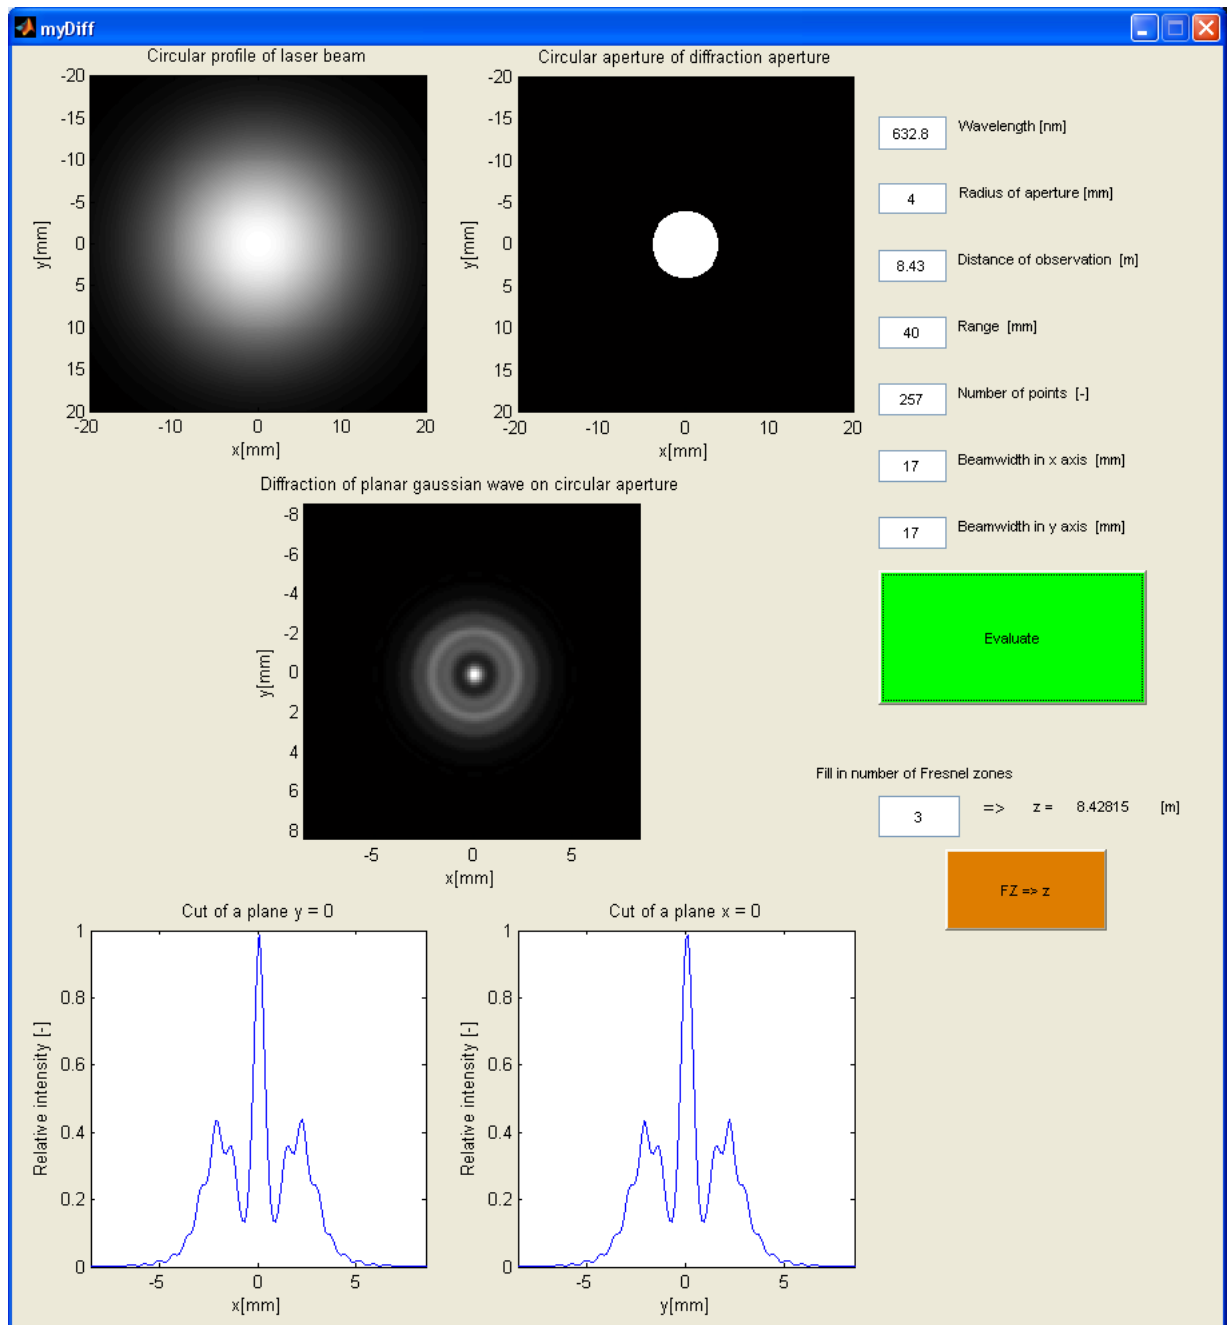 myDiff
Circular profile of laser beam
-20
-15
-10
-5
0
5
10
15
20
y[mm]
-20 -10 0 10 20
x[mm]
Circular aperture of diffraction aperture
-20
-15
-10
-5
0
5
10
15
20
y[mm]
-20 -10 0 10 20
x[mm]
632.8 Wavelength [nm]
4 Radius of aperture [mm]
8.43 Distance of observation [m]
40 Range [mm]
257 Number of points [-]
17 Beamwidth in x axis [mm]
17 Beamwidth in y axis [mm]
Evaluate
Diffraction of planar gaussian wave on circular aperture
-8
-6
-4
-2
0
2
4
6
8
y[mm]
-5 0 5
x[mm]
Fill in number of Fresnel zones
3 => z = 8.42815 [m]
FZ => z
Cut of a plane y = 0
1
0.8
0.6
0.4
0.2
0
Relative intensity [-]
-5 0 5
x[mm]
Cut of a plane x = 0
1
0.8
0.6
0.4
0.2
0
Relative intensity [-]
-5 0 5
y[mm]